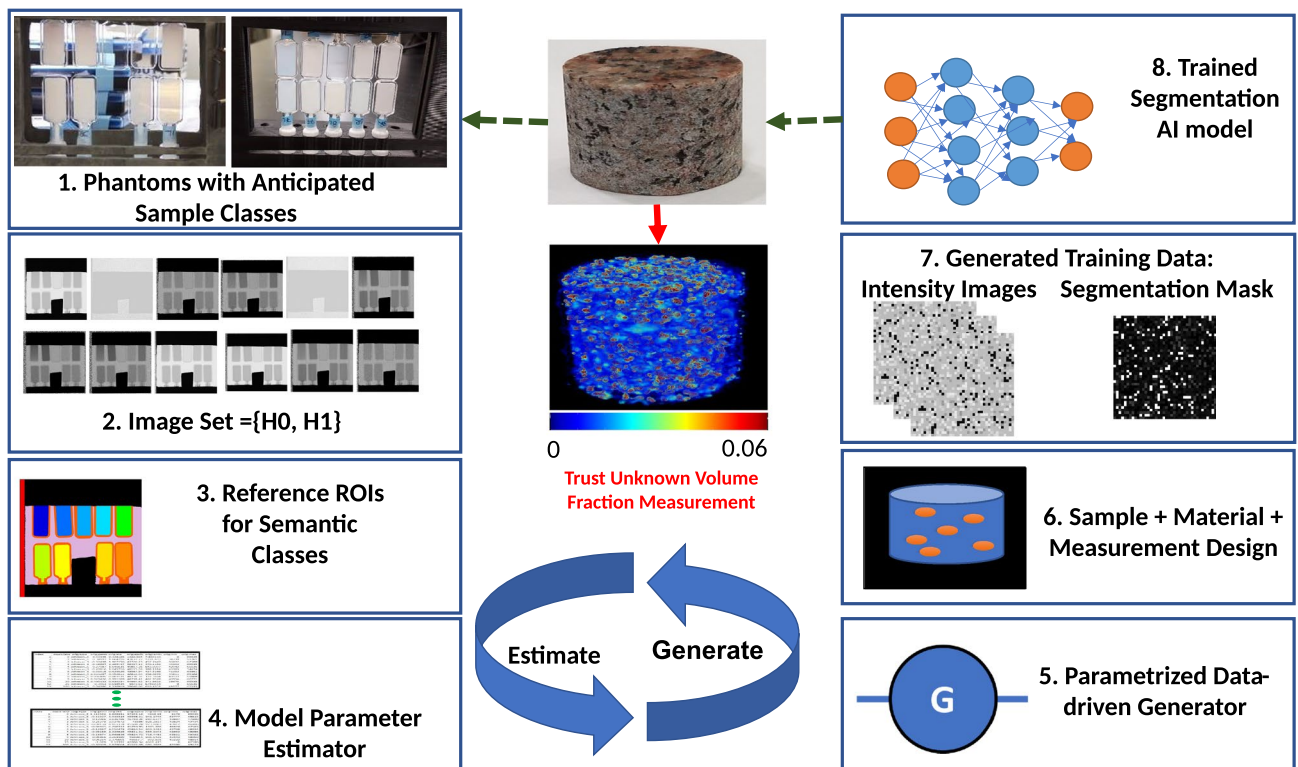 1. Phantoms with Anticipated
Sample Classes
2. Image Set ={H0, H1}
3. Reference ROIs
for Semantic
Classes
4. Model Parameter
Estimator
0
0.06
Trust Unknown Volume
Fraction Measurement
Estimate
Generate
8. Trained
Segmentation
AI model
7. Generated Training Data:
Intensity Images
Segmentation Mask
6. Sample + Material +
Measurement Design
G
5. Parametrized Data-
driven Generator